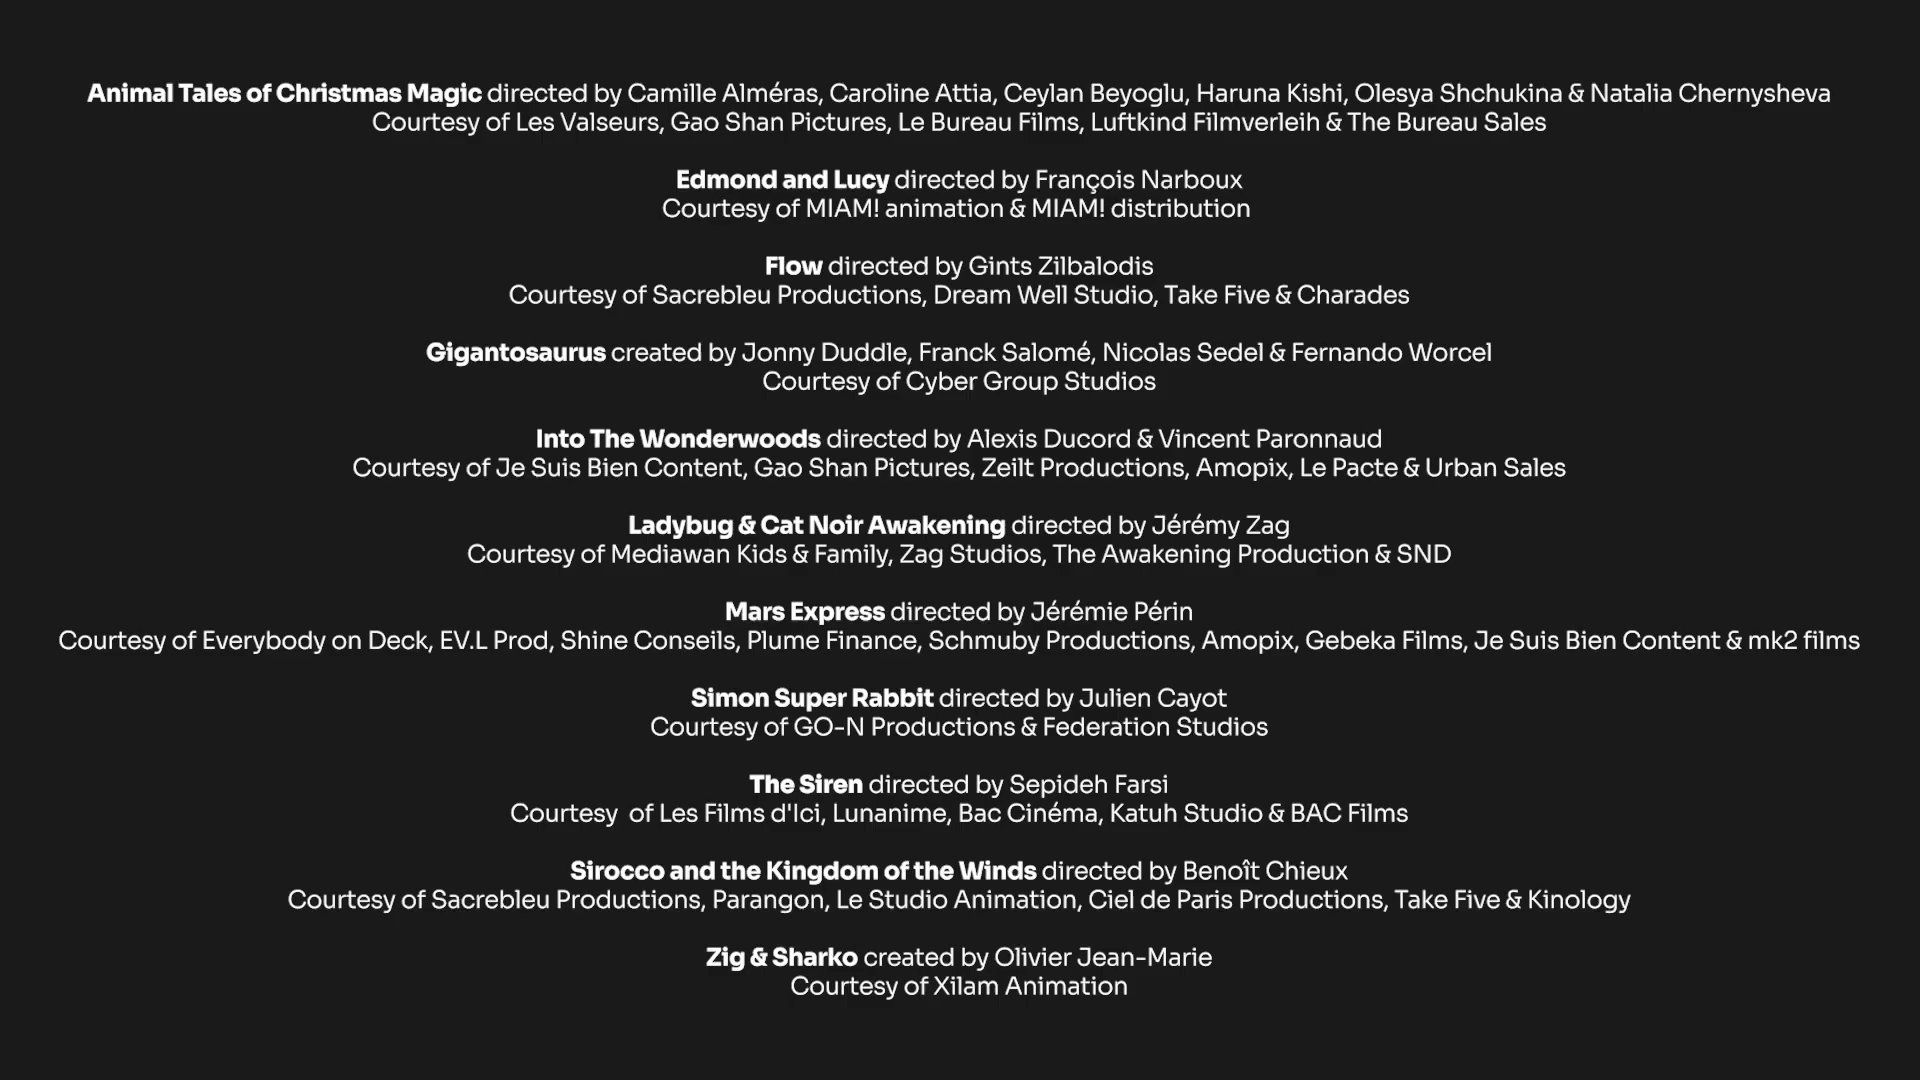 Animal Tales of Christmas Magic directed by Camille Alméras, Caroline Attia, Ceylan Beyoglu, Haruna Kishi, Olesya Shchukina & Natalia Chernysheva
Courtesy of Les Valseurs, Gao Shan Pictures, Le Bureau Films, Luftkind Filmverleih & The Bureau Sales
Edmond and Lucy directed by François Narboux
Courtesy of MIAM! animation & MIAM! distribution
Flow directed by Gints Zilbalodis
Courtesy of Sacrebleu Productions, Dream Well Studio, Take Five & Charades
Gigantosaurus created by Jonny Duddle, Franck Salomé, Nicolas Sedel & Fernando Worcel
Courtesy of Cyber Group Studios
Into The Wonderwoods directed by Alexis Ducord & Vincent Paronnaud
Courtesy of Je Suis Bien Content, Gao Shan Pictures, Zeilt Productions, Amopix, Le Pacte & Urban Sales
Ladybug & Cat Noir Awakening directed by Jérémy Zag
Courtesy of Mediawan Kids & Family, Zag Studios, The Awakening Production & SND
Mars Express directed by Jérémie Périn
Courtesy of Everybody on Deck, EV.L Prod, Shine Conseils, Plume Finance, Schmuby Productions, Amopix, Gebeka Films, Je Suis Bien Content & mk2 films
Simon Super Rabbit directed by Julien Cayot
Courtesy of GO-N Productions & Federation Studios
The Siren directed by Sepideh Farsi
Courtesy  of Les Films d'Ici, Lunanime, Bac Cinéma, Katuh Studio & BAC Films
Sirocco and the Kingdom of the Winds directed by Benoît Chieux
Courtesy of Sacrebleu Productions, Parangon, Le Studio Animation, Ciel de Paris Productions, Take Five & Kinology
Zig & Sharko created by Olivier Jean-Marie
Courtesy of Xilam Animation